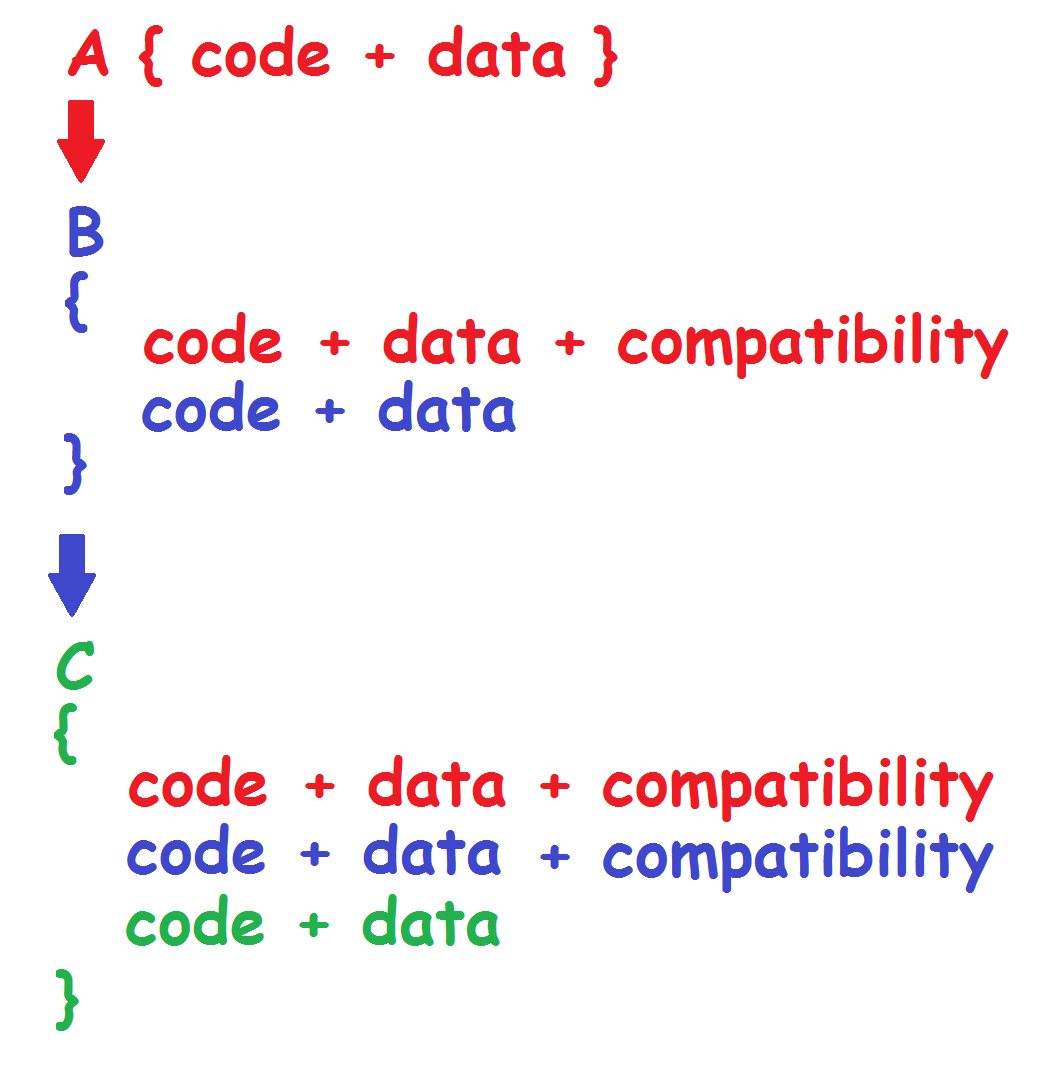 A { code + data }
B
{
code + data + compatibility
code + data
}
C
{
code + data + compatibility
code + data + compatibility
code + data
}